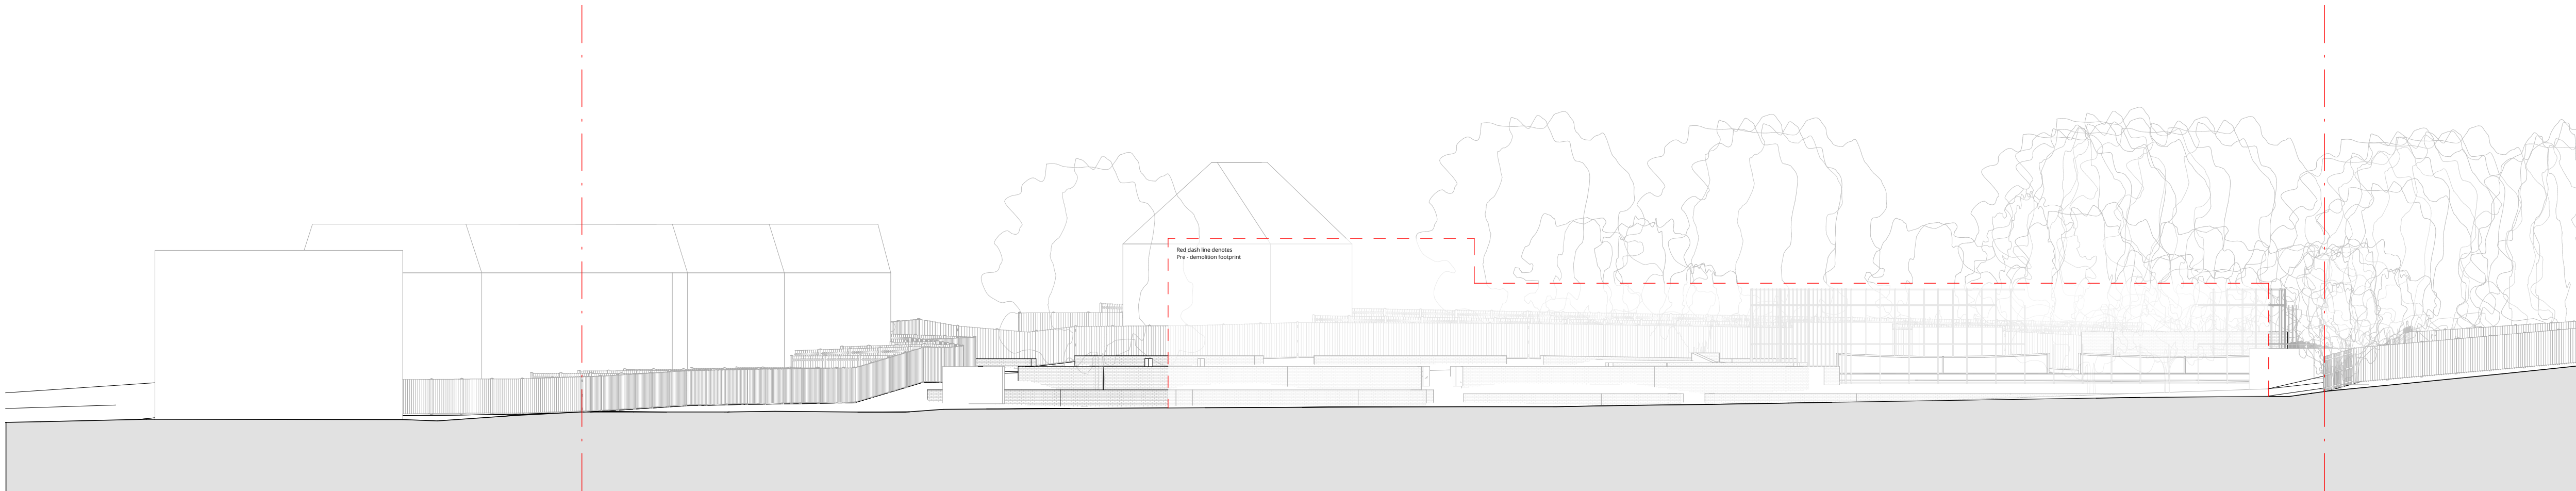 Red dash line denotes
Pre - demolition footprint